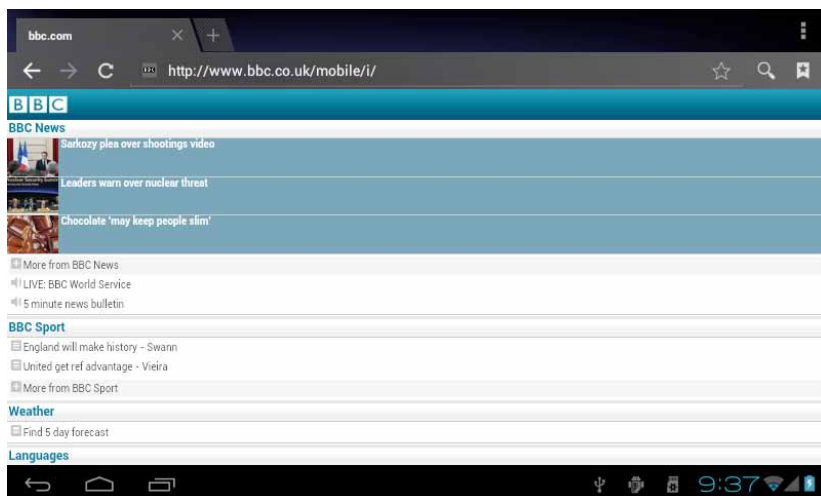 bbc.com
http://www.bbc.co.uk/mobile/i/
BBC
BBC News
Sarkozy plea over shootings video
Leaders warn over nuclear threat
Chocolate 'may keep people slim'
More from BBC News
LIVE: BBC World Service
5 minute news bulletin
BBC Sport
England will make history - Swann
United get ref advantage - Vieira
More from BBC Sport
Weather
Find 5 day forecast
Languages
9:37